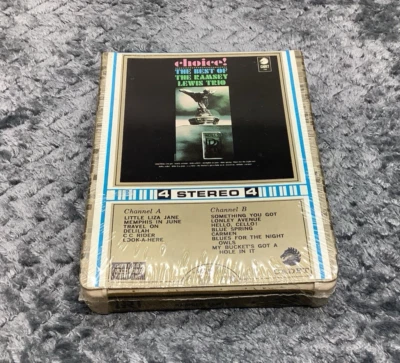 choice!
THE BEST OF
THE RAMSEY
LEWIS TRIO
4 STEREO 4
Channel A
LITTLE LIZA JANE
MEMPHIS IN JUNE
TRAVEL ON
DELILAH
C C RIDER
LOOK-A-HERE
Channel B
SOMETHING YOU GOT
LONLEY AVENUE
HELLO, CELLO!
BLUE SPRING
CARMEN
BLUES FOR THE NIGHT
OWLS
MY BUCKET'S GOT A
HOLE IN IT
CADET